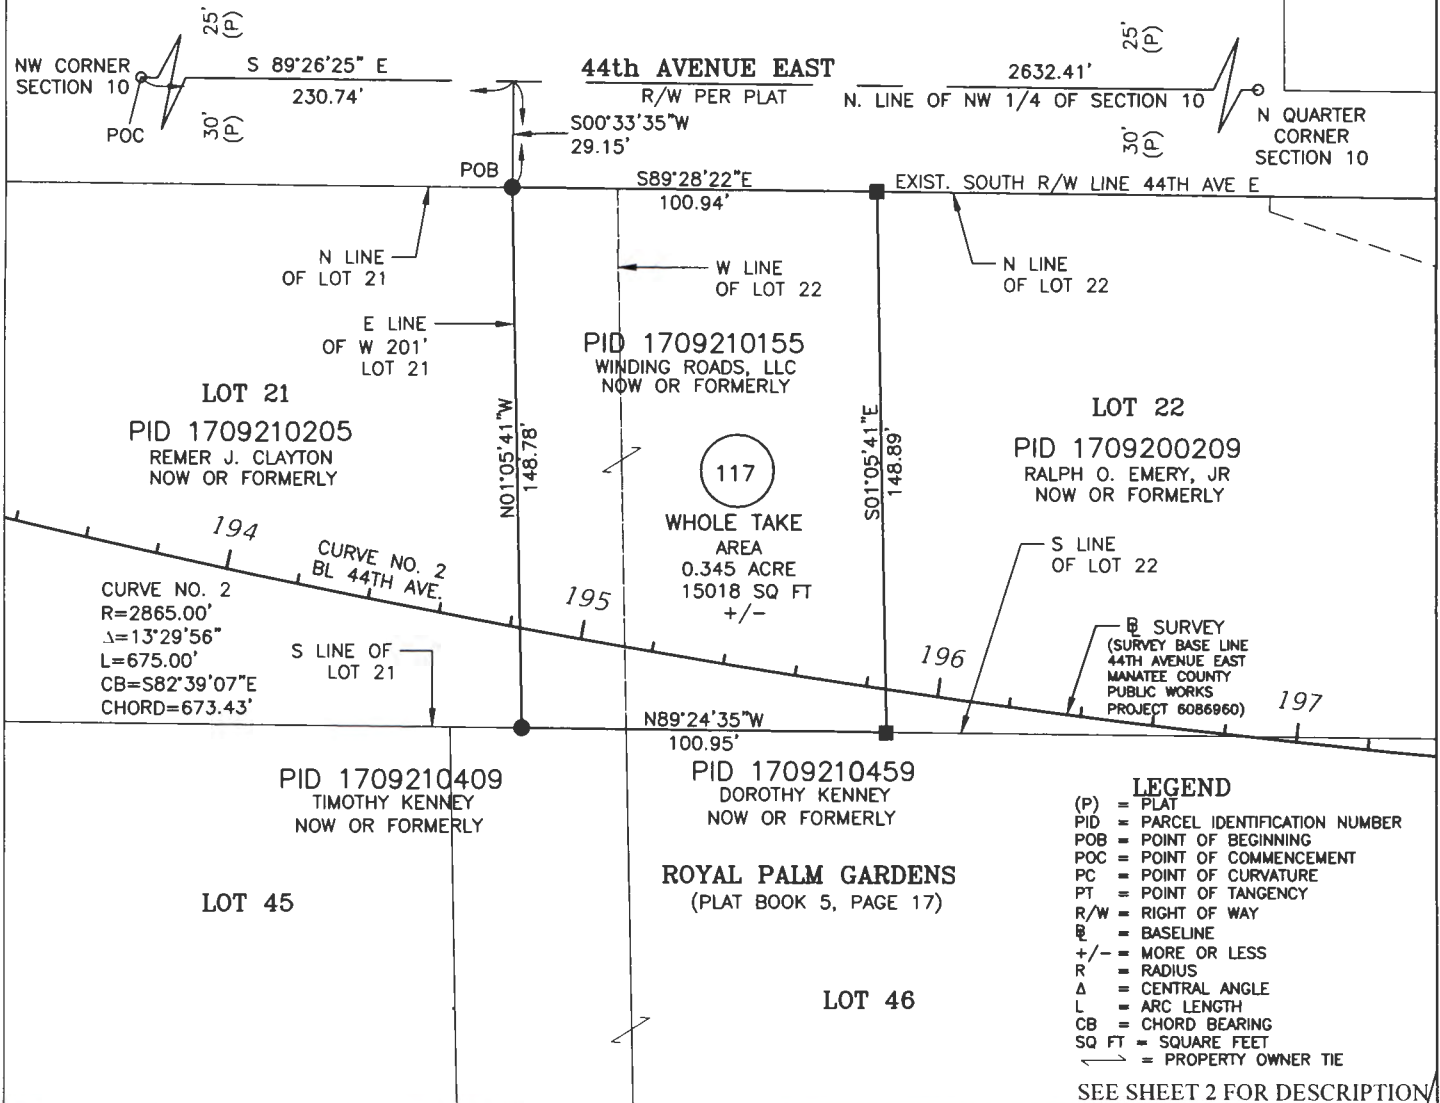 25'
(P)
NW CORNER
SECTION 10
POC
30'
(P)
S 89°26'25" E
230.74'
44th AVENUE EAST
R/W PER PLAT
2632.41'
N. LINE OF NW 1/4 OF SECTION 10
25'
(P)
30'
(P)
N QUARTER
CORNER
SECTION 10
S00°33'35"W
29.15'
POB
S89°28'22"E
100.94'
EXIST. SOUTH R/W LINE 44TH AVE E
N LINE
OF LOT 21
W LINE
OF LOT 22
N LINE
OF LOT 22
E LINE
OF W 201'
LOT 21
PID 1709210155
WINDING ROADS, LLC
NOW OR FORMERLY
LOT 21
PID 1709210205
REMER J. CLAYTON
NOW OR FORMERLY
N01°05'41"W
148.78'
117
WHOLE TAKE
AREA
0.345 ACRE
15018 SQ FT
+/-
S01°05'41"E
148.89'
LOT 22
PID 1709200209
RALPH O. EMERY, JR
NOW OR FORMERLY
194
CURVE NO. 2
BL 44TH AVE.
195
196
197
CURVE NO. 2
R=2865.00'
Δ=13°29'56"
L=675.00'
CB=S82°39'07"E
CHORD=673.43'
S LINE OF
LOT 21
S LINE
OF LOT 22
BL SURVEY
(SURVEY BASE LINE
44TH AVENUE EAST
MANATEE COUNTY
PUBLIC WORKS
PROJECT 6086960)
N89°24'35"W
100.95'
PID 1709210409
TIMOTHY KENNEY
NOW OR FORMERLY
PID 1709210459
DOROTHY KENNEY
NOW OR FORMERLY
ROYAL PALM GARDENS
(PLAT BOOK 5, PAGE 17)
LOT 45
LOT 46
LEGEND
(P) = PLAT
PID = PARCEL IDENTIFICATION NUMBER
POB = POINT OF BEGINNING
POC = POINT OF COMMENCEMENT
PC = POINT OF CURVATURE
PT = POINT OF TANGENCY
R/W = RIGHT OF WAY
BL = BASELINE
+/- = MORE OR LESS
R = RADIUS
Δ = CENTRAL ANGLE
L = ARC LENGTH
CB = CHORD BEARING
SQ FT = SQUARE FEET
= PROPERTY OWNER TIE
SEE SHEET 2 FOR DESCRIPTION